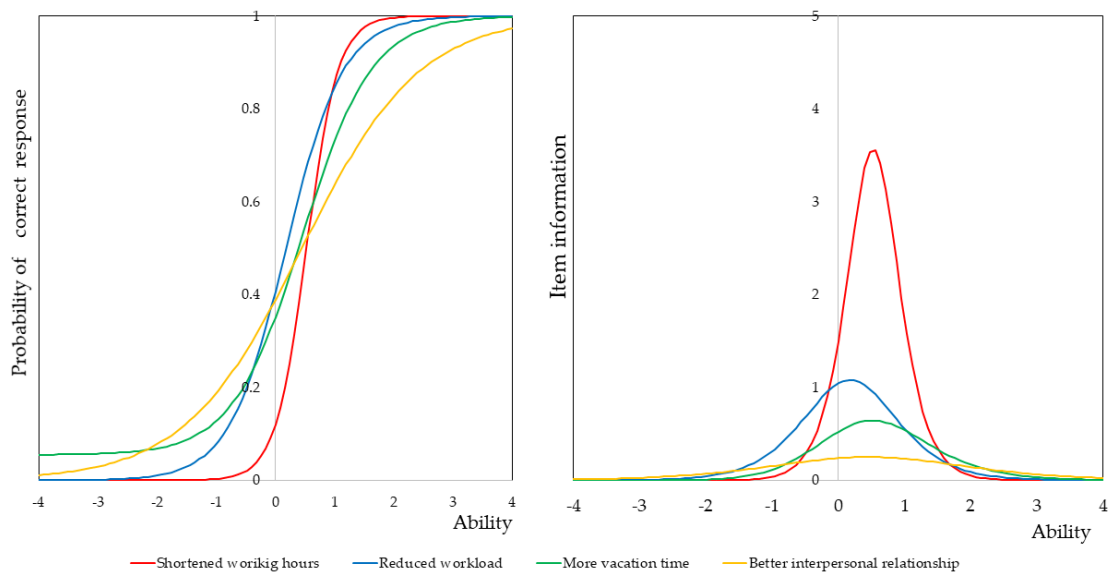 Probability of correct response
1
0.8
0.6
0.4
0.2
0
-4 -3 -2 -1 0 1 2 3 4
Ability
Item information
5
4
3
2
1
0
-4 -3 -2 -1 0 1 2 3 4
Ability
Shortened worikig hours Reduced workload More vacation time Better interpersonal relationship